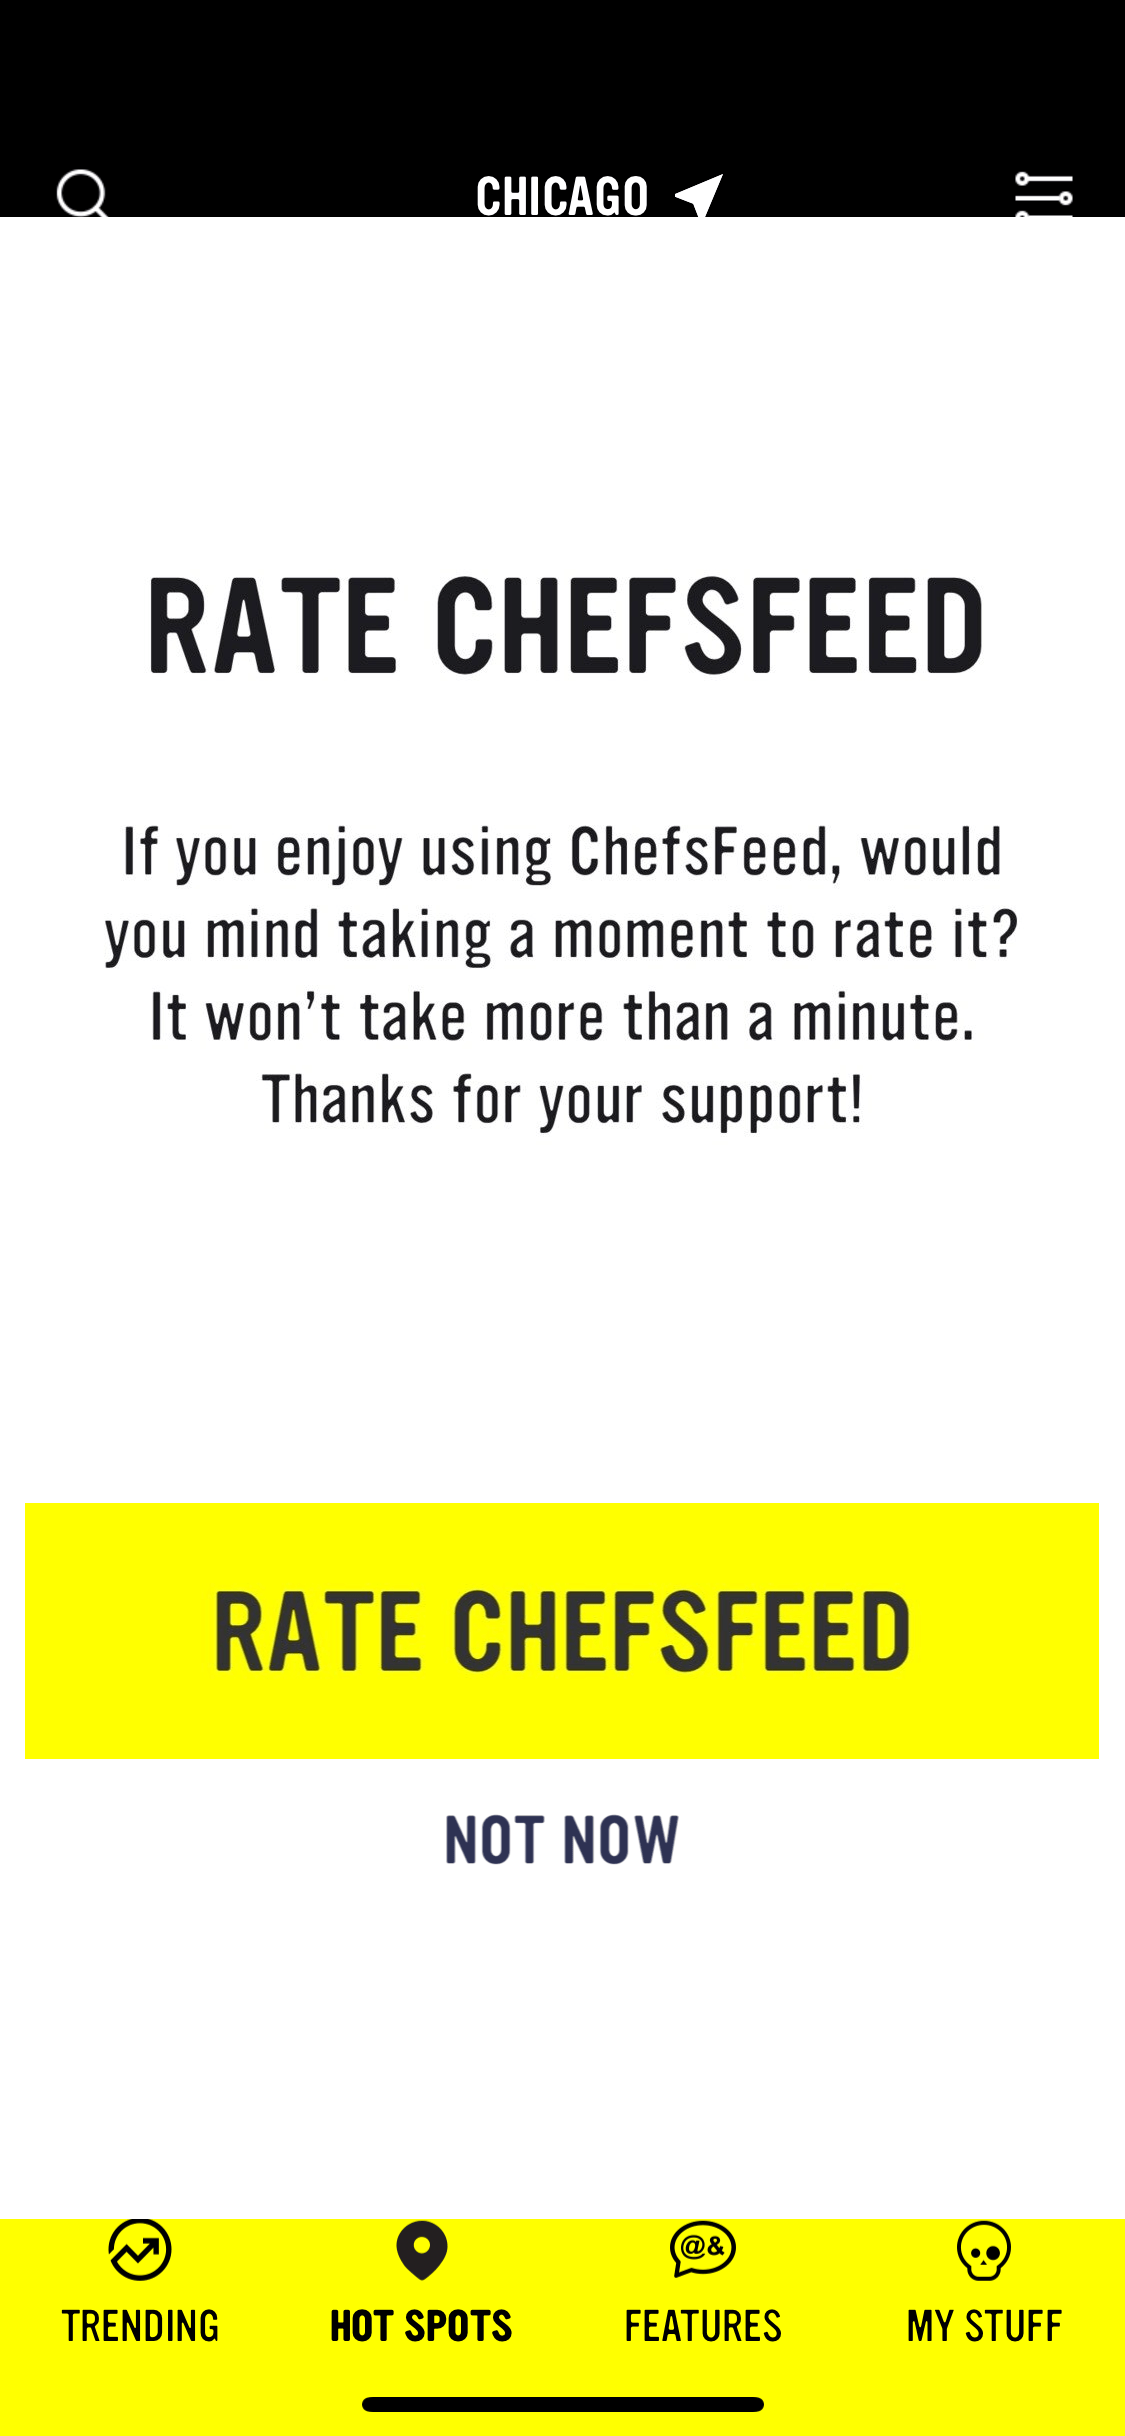 CHICAGO
RATE CHEFSFEED
If you enjoy using ChefsFeed, would
you mind taking a moment to rate it?
It won’t take more than a minute.
Thanks for your support!
RATE CHEFSFEED
NOT NOW
@&
TRENDING
HOT SPOTS
FEATURES
MY STUFF